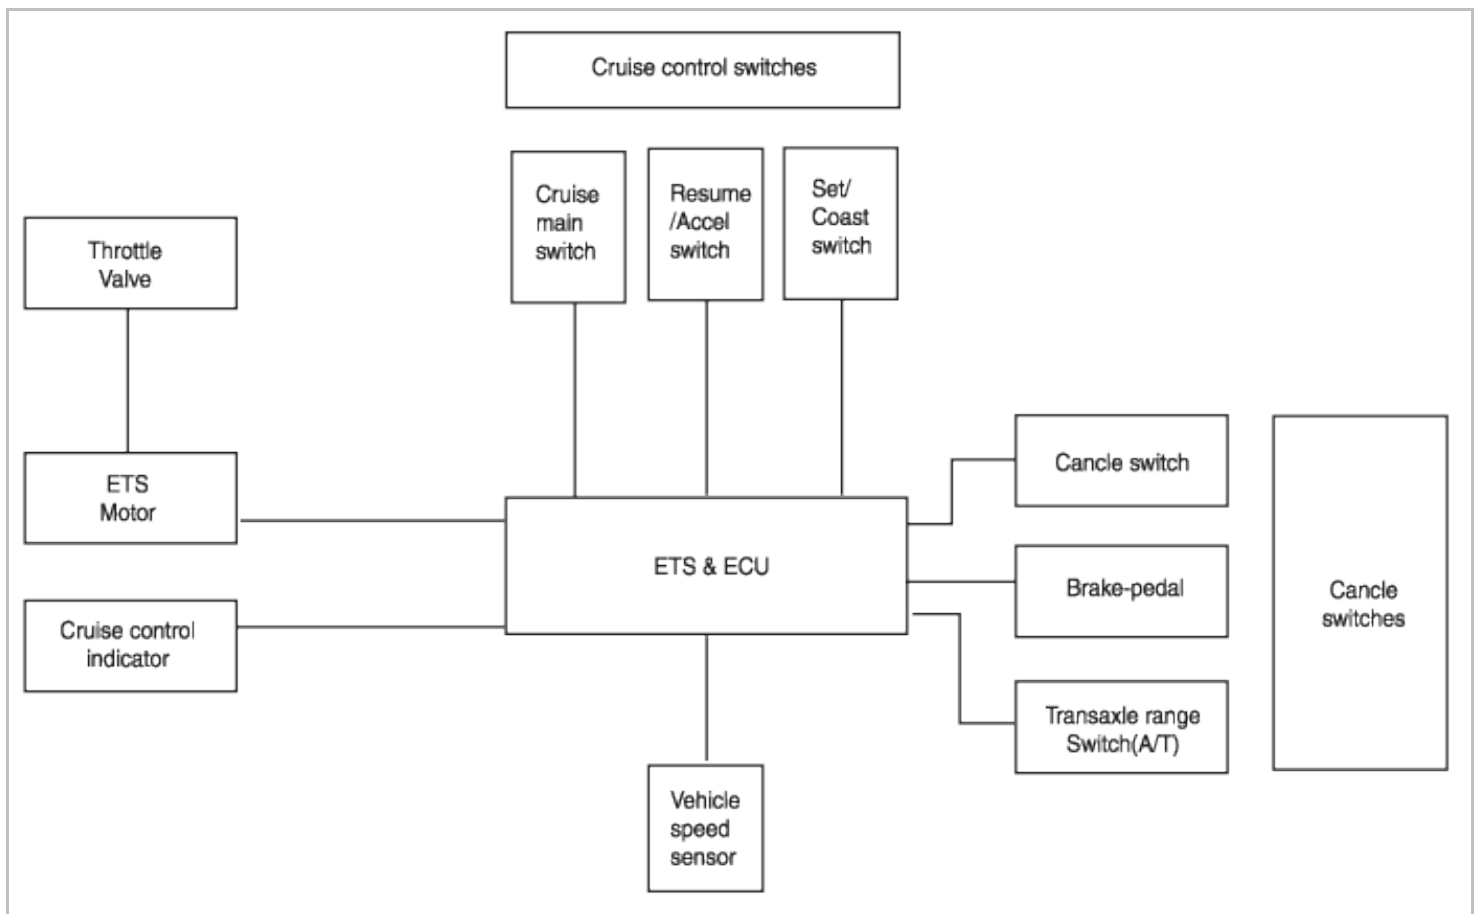 Cruise control switches
Cruise
main
switch
Resume
/Accel
switch
Set/
Coast
switch
Throttle
Valve
ETS
Motor
Cruise control
indicator
ETS & ECU
Vehicle
speed
sensor
Cancle switch
Brake-pedal
Transaxle range
Switch(A/T)
Cancle
switches